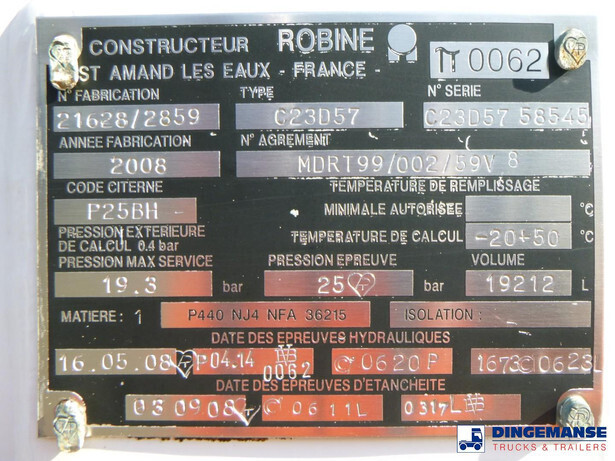 CONSTRUCTEUR ROBINE π 0062
ST AMAND LES EAUX - FRANCE -
N° FABRICATION TYPE N° SERIE
21628/2859 C23D57 C23D57 58545
ANNEE FABRICATION N° AGREMENT
2008 MDRT99/002/59V 8
CODE CITERNE TEMPERATURE DE REMPLISSAGE
P25BH MINIMALE AUTORISEE °C
PRESSION EXTERIEURE
DE CALCUL 0.4 bar TEMPERATURE DE CALCUL -20+50 °C
PRESSION MAX SERVICE PRESSION EPREUVE VOLUME
19.3 bar 25 bar 19212 L
MATIERE : 1 P440 NJ4 NFA 36215 ISOLATION :
DATE DES EPREUVES HYDRAULIQUES
16.05.08 P04.14 0062 0620P 0623L
DATE DES EPREUVES D'ETANCHEITE
03 09 08 0611L 0317L
DINGEMANSE
TRUCKS & TRAILERS